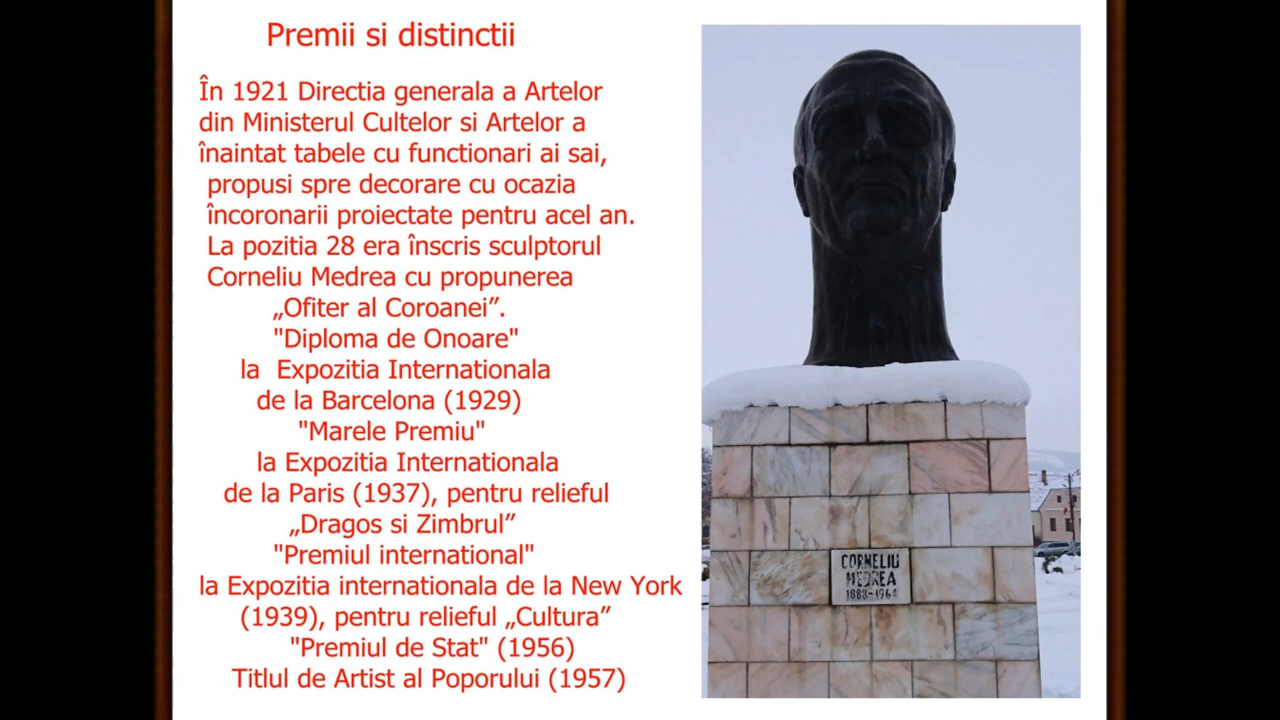 Premii si distinctii
În 1921 Directia generala a Artelor
din Ministerul Cultelor si Artelor a
înaintat tabele cu functionari ai sai,
propusi spre decorare cu ocazia
încoronarii proiectate pentru acel an.
La pozitia 28 era înscris sculptorul
Corneliu Medrea cu propunerea
„Ofiter al Coroanei”.
"Diploma de Onoare"
la Expozitia Internationala
de la Barcelona (1929)
"Marele Premiu"
la Expozitia Internationala
de la Paris (1937), pentru relieful
„Dragos si Zimbrul”
"Premiul international"
la Expozitia internationala de la New York
(1939), pentru relieful „Cultura”
"Premiul de Stat" (1956)
Titlul de Artist al Poporului (1957)
CORNELIU
MEDREA
1888-1964